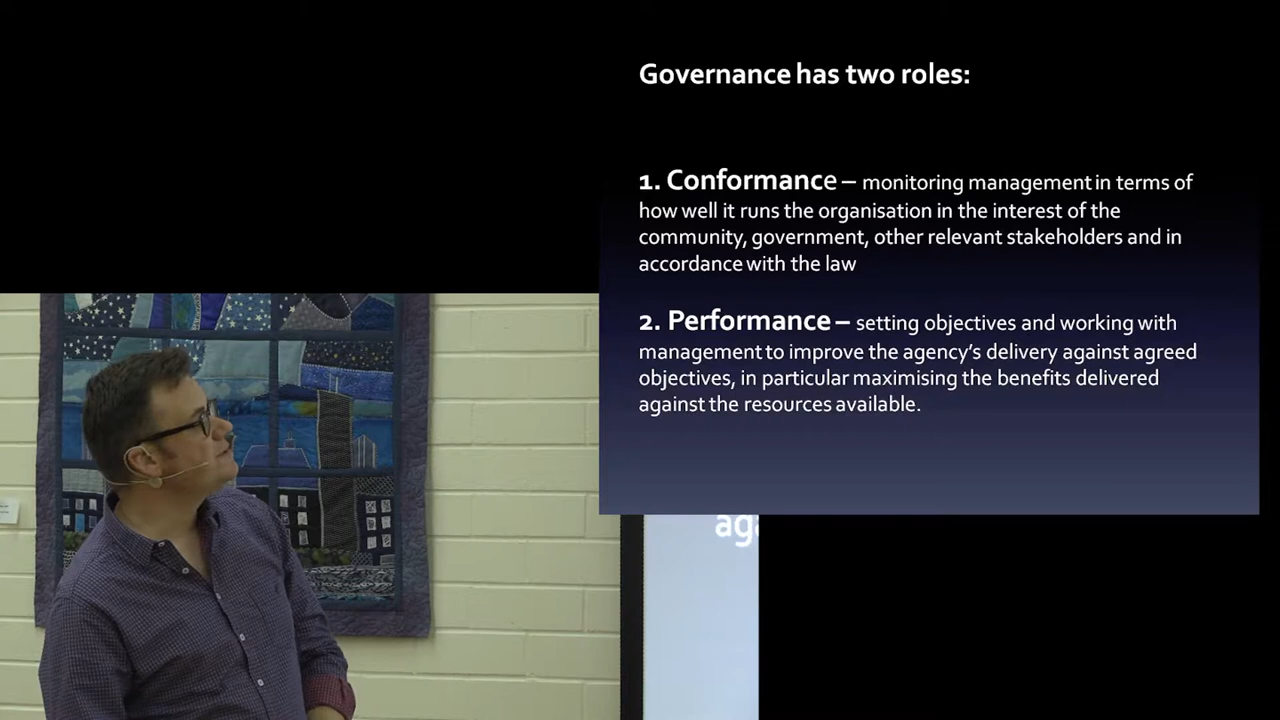 Governance has two roles:
1. Conformance – monitoring management in terms of
how well it runs the organisation in the interest of the
community, government, other relevant stakeholders and in
accordance with the law
2. Performance – setting objectives and working with
management to improve the agency’s delivery against agreed
objectives, in particular maximising the benefits delivered
against the resources available.